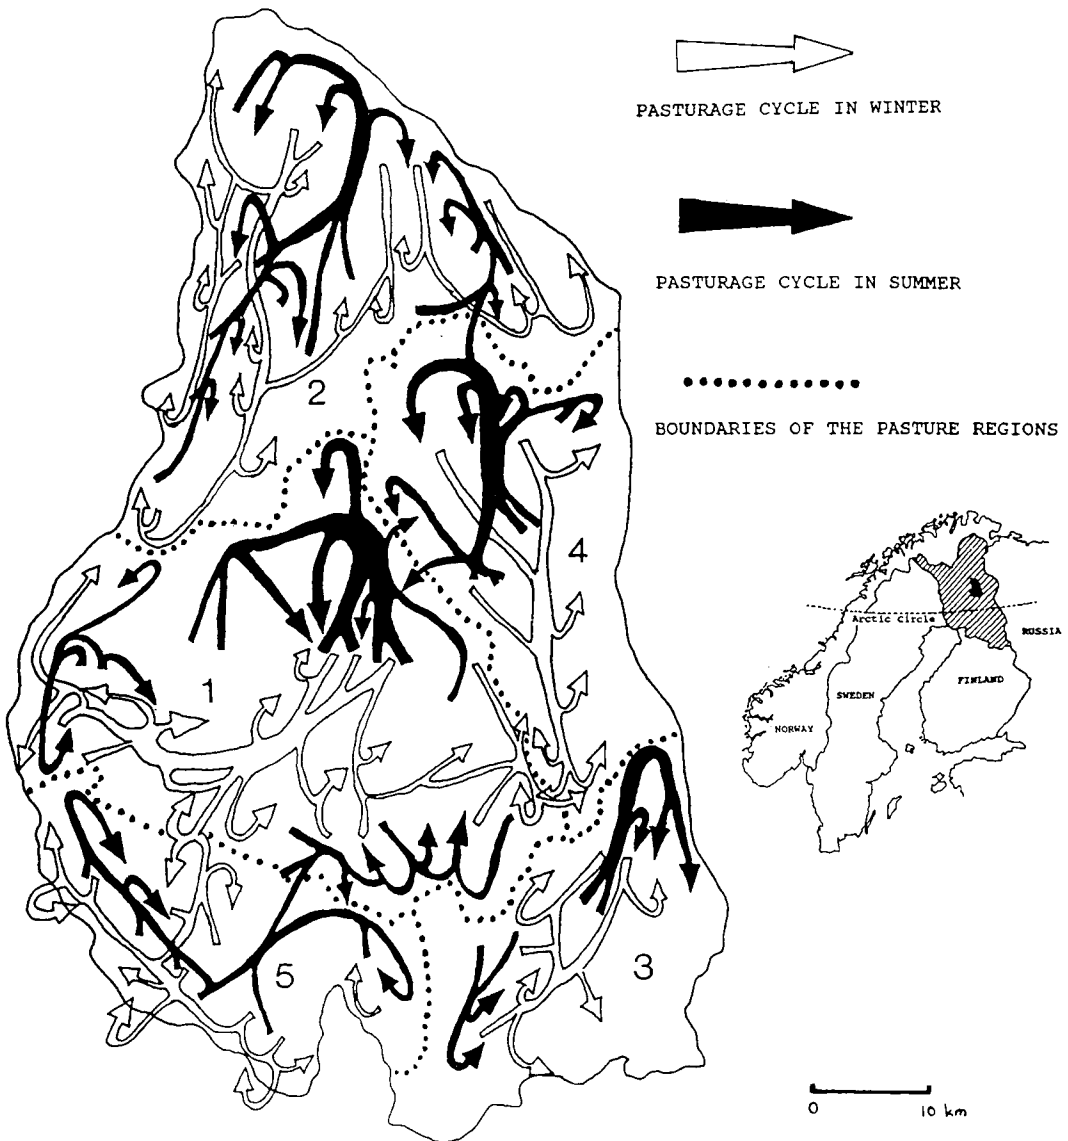 PASTURAGE CYCLE IN WINTER
PASTURAGE CYCLE IN SUMMER
BOUNDARIES OF THE PASTURE REGIONS
2
4
1
3
5
Arctic Circle
RUSSIA
FINLAND
SWEDEN
NORWAY
0 10 km